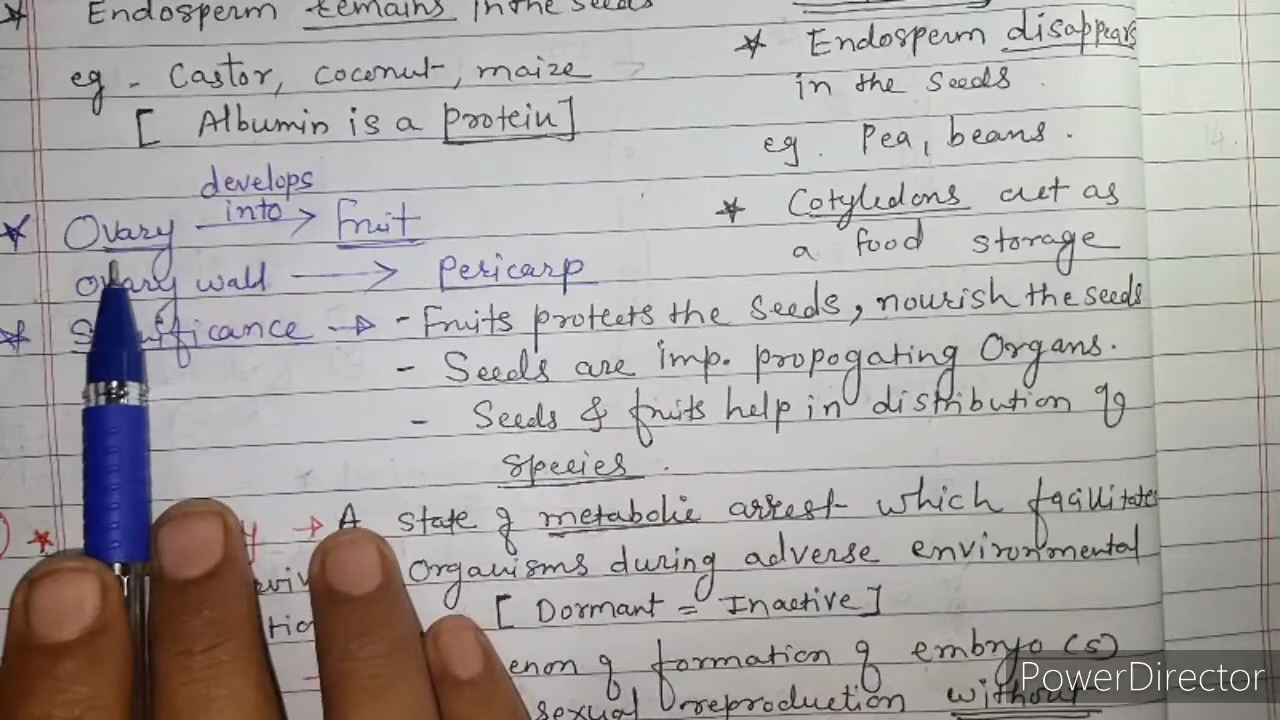 Endosperm remains in the seeds
eg - Castor, coconut, maize
[ Albumin is a protein ]
Endosperm disappears
in the seeds.
eg. Pea, beans.
Cotyledons act as
a food storage
develops
Ovary into → Fruit
ovary wall → Pericarp
Significance → - Fruits protects the seeds, nourish the seeds
- Seeds are imp. propogating Organs.
- Seeds & fruits help in distribution of
species.
→ A state of metabolic arrest which facilitates
Organisms during adverse environmental
[ Dormant = Inactive ]
formation of embryo(s)
sexual reproduction without
PowerDirector